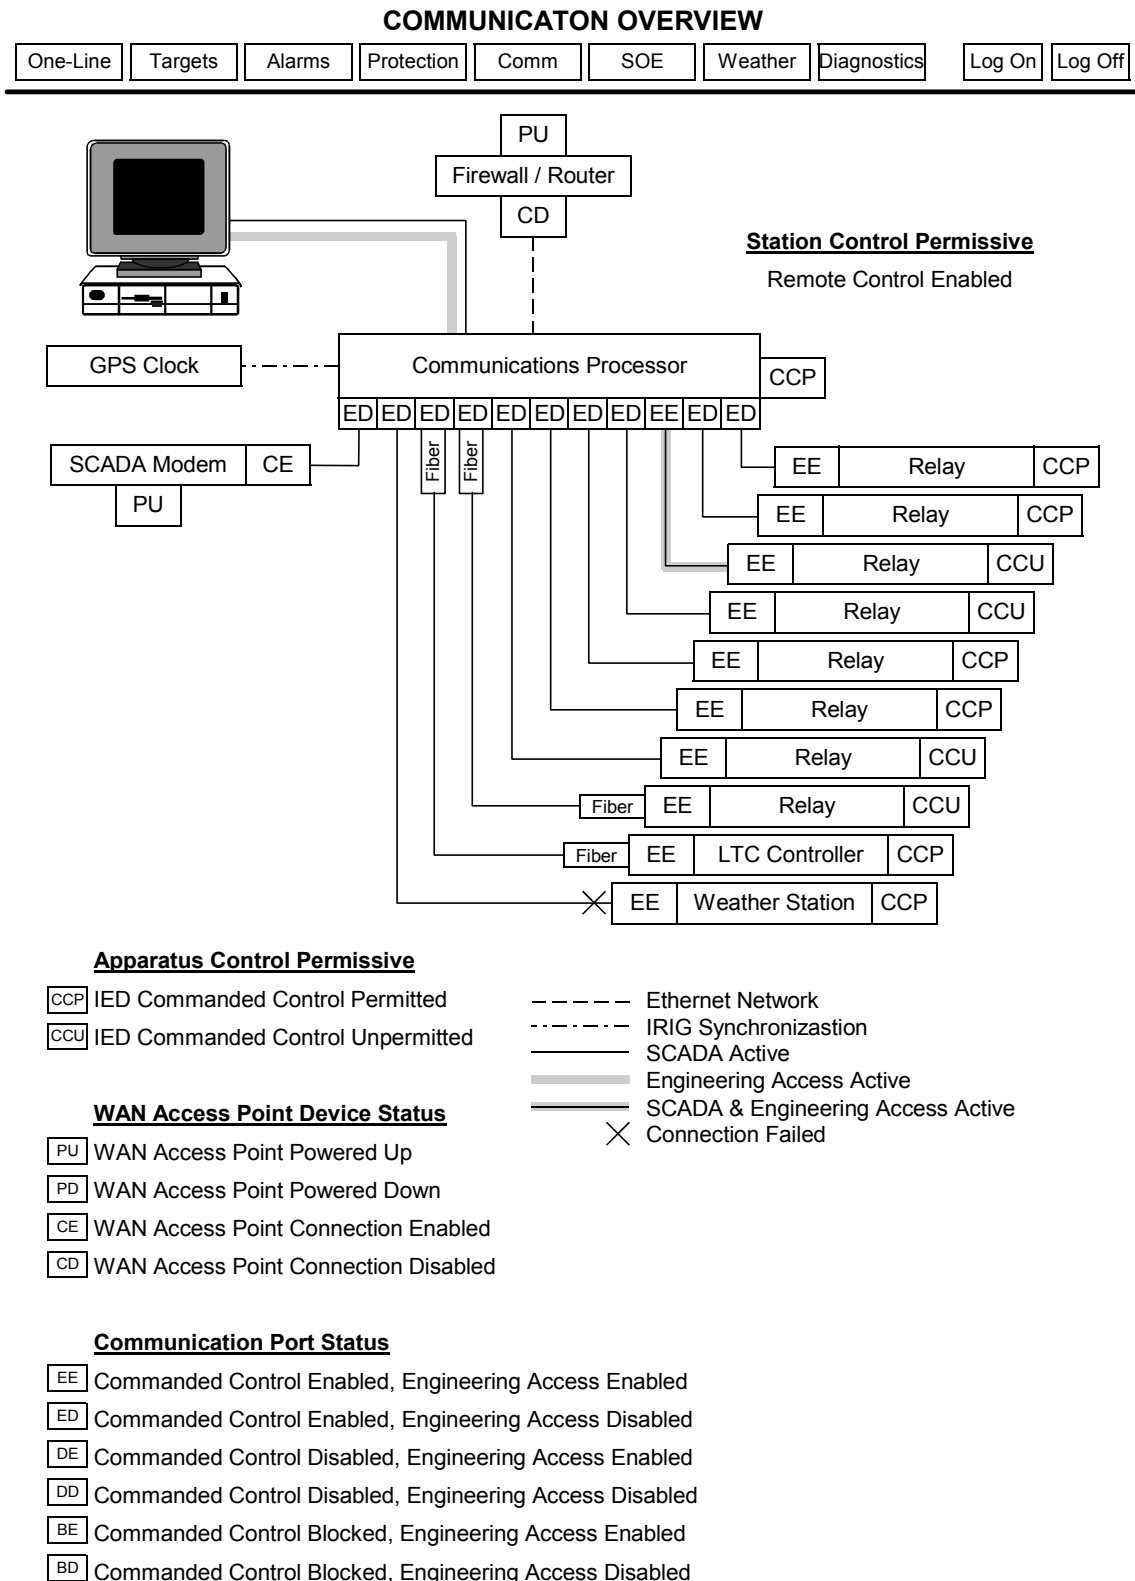 COMMUNICATON OVERVIEW
One-Line Targets Alarms Protection Comm SOE Weather Diagnostics Log On Log Off
PU
Firewall / Router
CD
Station Control Permissive
Remote Control Enabled
GPS Clock
Communications Processor
CCP
ED ED ED ED ED ED ED ED EE ED ED
Fiber
Fiber
SCADA Modem CE
PU
EE Relay CCP
EE Relay CCP
EE Relay CCU
EE Relay CCU
EE Relay CCP
EE Relay CCP
EE Relay CCU
Fiber EE Relay CCU
Fiber EE LTC Controller CCP
EE Weather Station CCP
Apparatus Control Permissive
CCP IED Commanded Control Permitted
CCU IED Commanded Control Unpermitted
Ethernet Network
IRIG Synchronizastion
SCADA Active
Engineering Access Active
SCADA & Engineering Access Active
Connection Failed
WAN Access Point Device Status
PU WAN Access Point Powered Up
PD WAN Access Point Powered Down
CE WAN Access Point Connection Enabled
CD WAN Access Point Connection Disabled
Communication Port Status
EE Commanded Control Enabled, Engineering Access Enabled
ED Commanded Control Enabled, Engineering Access Disabled
DE Commanded Control Disabled, Engineering Access Enabled
DD Commanded Control Disabled, Engineering Access Disabled
BE Commanded Control Blocked, Engineering Access Enabled
BD Commanded Control Blocked, Engineering Access Disabled